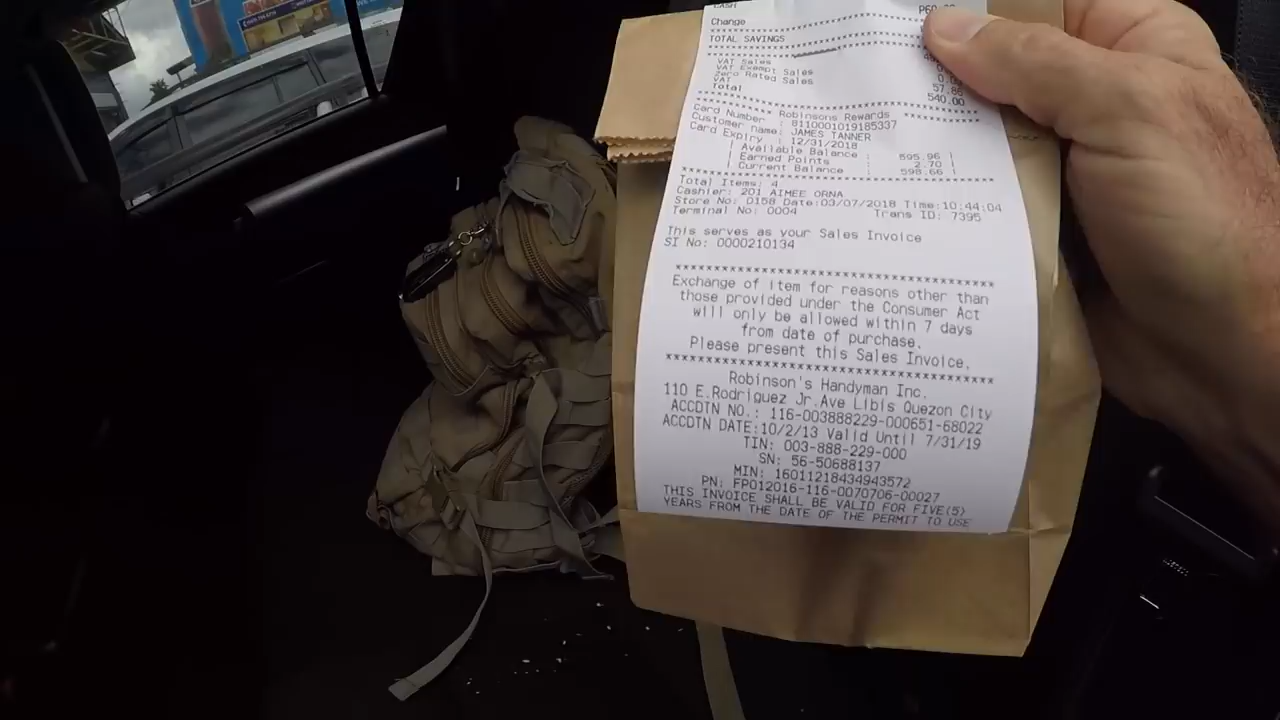 CASH
Change
TOTAL SAVINGS
VAT Sales
VAT Exempt Sales
Zero Rated Sales
VAT 57.86
Total 540.00
Robinsons Rewards
Card Number : 8110001019185337
Customer Name: JAMES TANNER
Card Expiry : 12/31/2018
Available Balance : 595.96
Earned Points : 2.70
Current Balance : 598.66
Total Items: 4
Cashier: 201 AIMEE ORNA
Store No: D158 Date:03/07/2018 Time:10:44:04
Terminal No: 0004 Trans ID: 7395
This serves as your Sales Invoice
SI No: 0000210134
Exchange of item for reasons other than
those provided under the Consumer Act
will only be allowed within 7 days
from date of purchase.
Please present this Sales Invoice.
Robinson's Handyman Inc.
110 E.Rodriguez Jr.Ave Libis Quezon City
ACCDTN NO.: 116-003888229-000651-68022
ACCDTN DATE:10/2/13 Valid Until 7/31/19
TIN: 003-888-229-000
SN: 56-50688137
MIN: 16011218434943572
PN: FP012016-116-0070706-00027
THIS INVOICE SHALL BE VALID FOR FIVE(5)
YEARS FROM THE DATE OF THE PERMIT TO USE